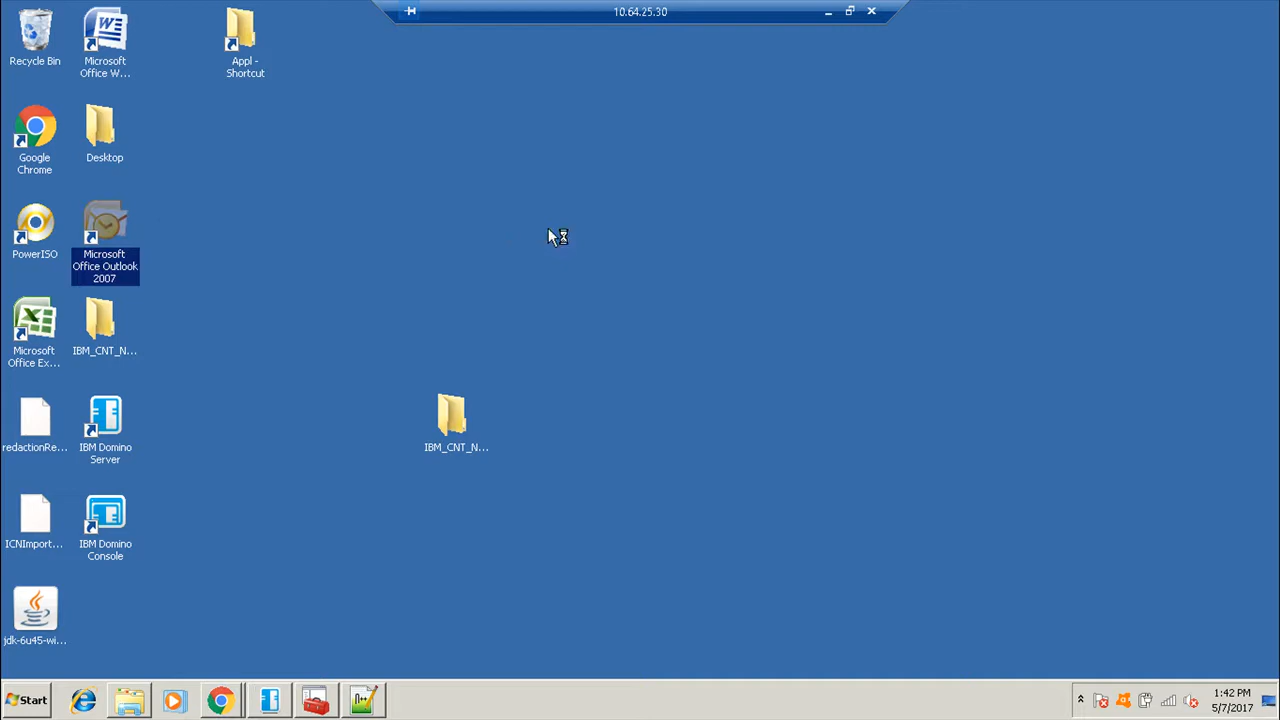 10.64.25.30
Recycle Bin
Microsoft
Office W...
Appl -
Shortcut
Google
Chrome
Desktop
PowerISO
Microsoft
Office Outlook
2007
Microsoft
Office Ex...
IBM_CNT_N...
redactionRe...
IBM Domino
Server
IBM_CNT_N...
ICNImport...
IBM Domino
Console
jdk-6u45-wi...
Start
n++
1:42 PM
5/7/2017